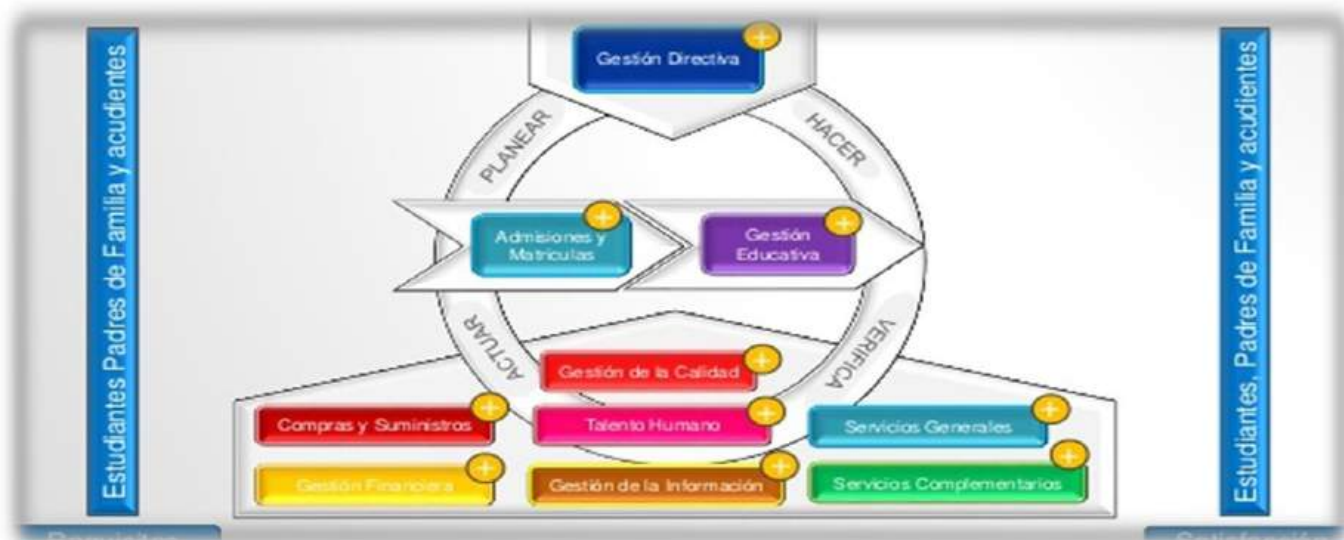 Estudiantes Padres de Familia y acudientes
Gestión Directiva
PLANEAR
HACER
Admisiones y
Matriculas
Gestión
Educativa
ACTUAR
VERIFICA
Gestión de la Calidad
Compras y Suministros
Talento Humano
Servicios Generales
Gestión Financiera
Gestión de la Información
Servicios Complementarios
Estudiantes, Padres de Familia y acudientes